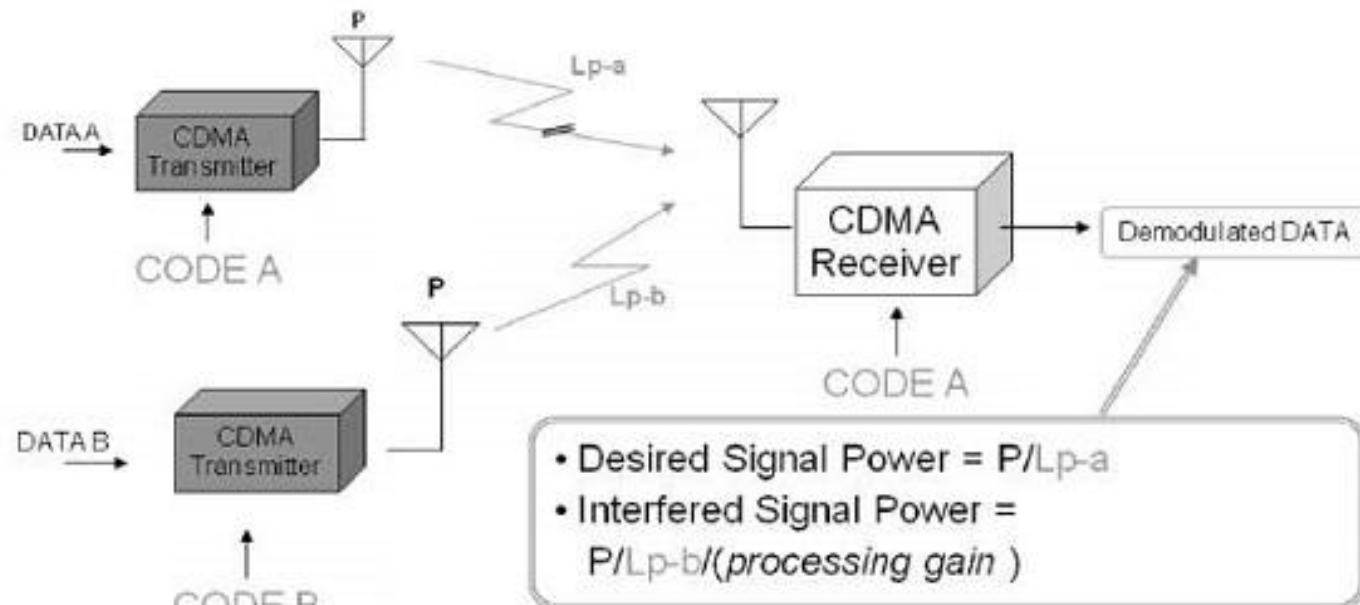 P
Lp-a
DATA A
CDMA
Transmitter
CODE A
CDMA
Receiver
Demodulated DATA
CODE A
P
Lp-b
DATA B
CDMA
Transmitter
CODE B
• Desired Signal Power = P/Lp-a
• Interfered Signal Power =
P/Lp-b/(processing gain )